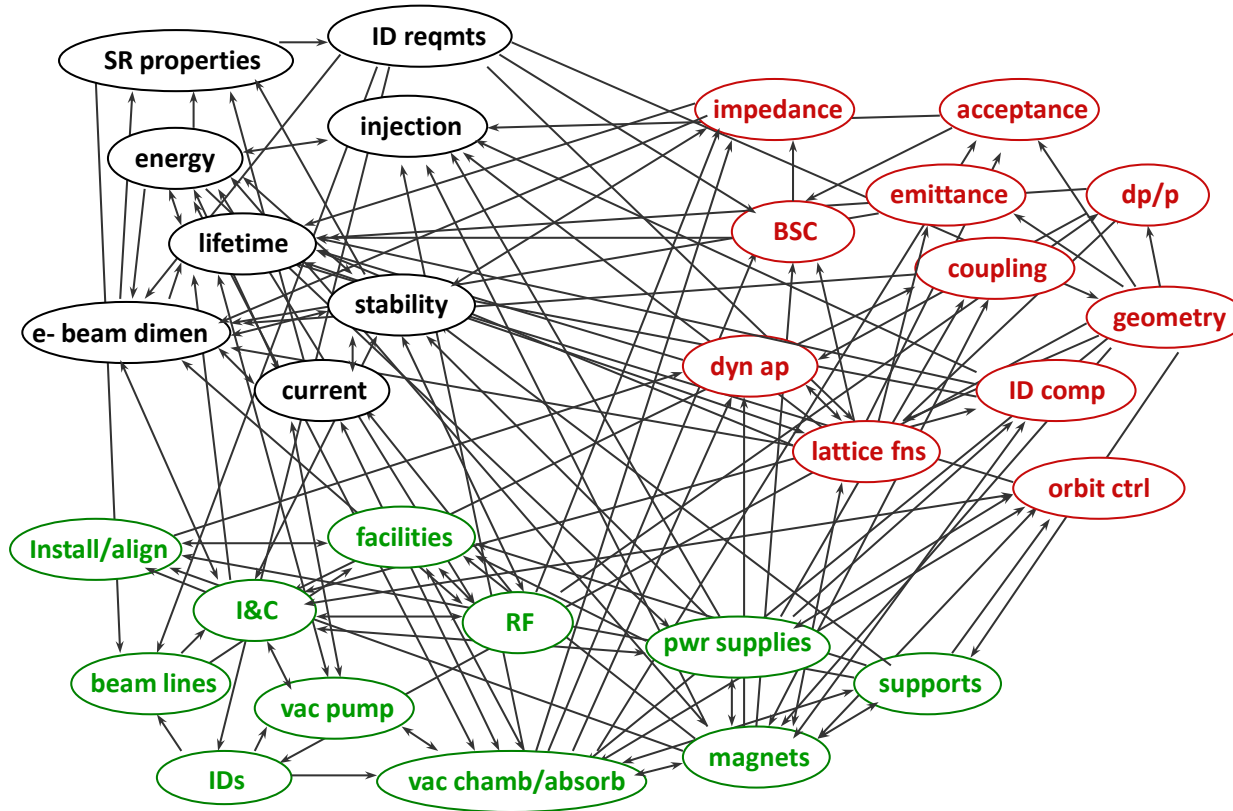 ID reqmts
SR properties
impedance
acceptance
injection
energy
emittance
dp/p
BSC
lifetime
coupling
stability
geometry
e- beam dimen
dyn ap
current
ID comp
lattice fns
orbit ctrl
facilities
Install/align
I&C
RF
pwr supplies
beam lines
supports
vac pump
magnets
IDs
vac chamb/absorb